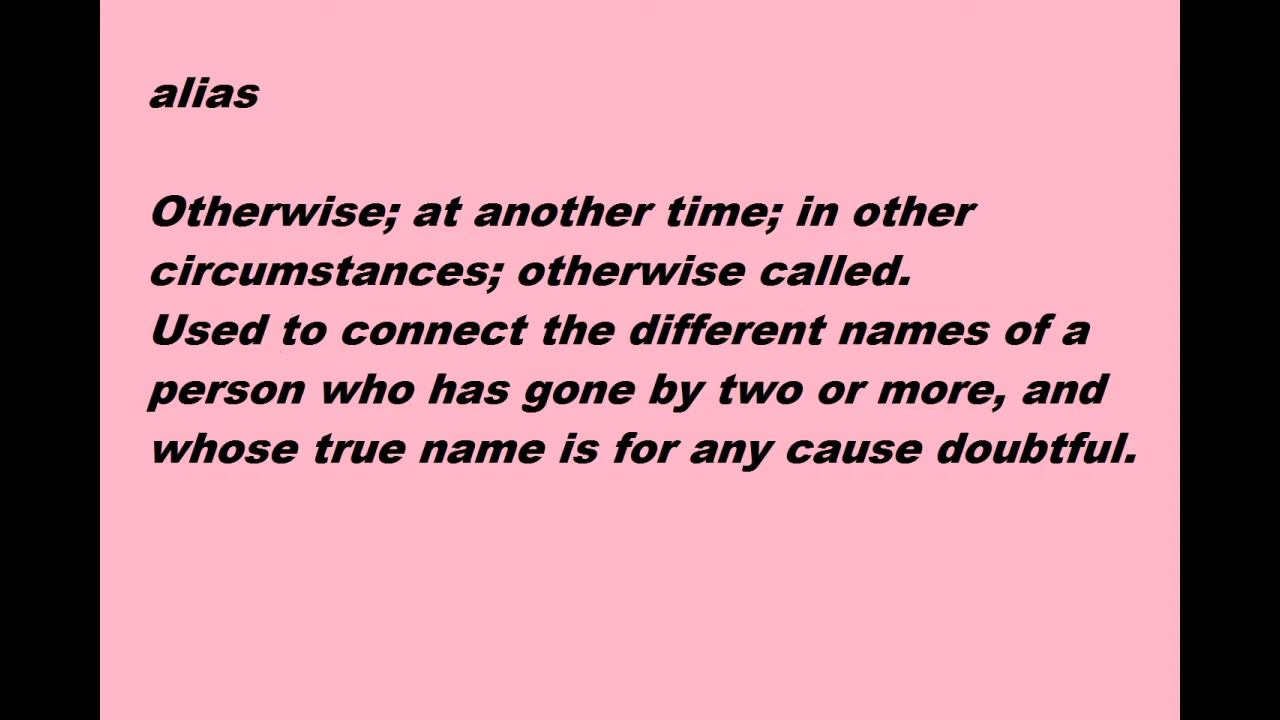 alias
Otherwise; at another time; in other
circumstances; otherwise called.
Used to connect the different names of a
person who has gone by two or more, and
whose true name is for any cause doubtful.